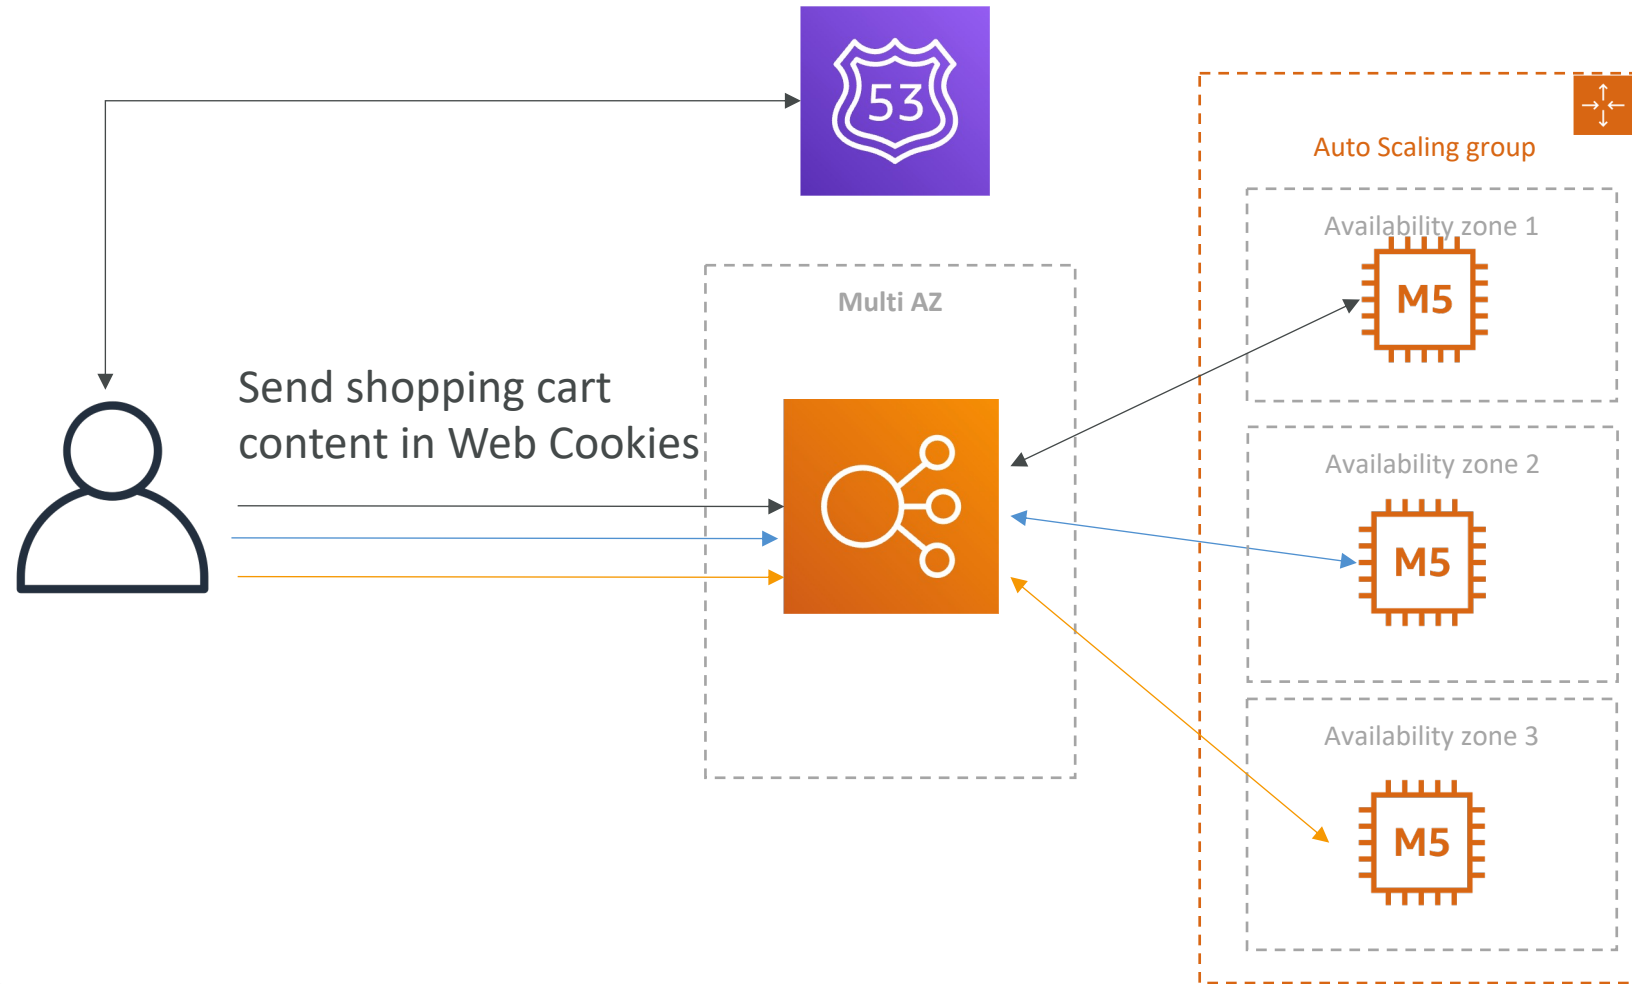 53
Auto Scaling group
Availability zone 1
M5
Multi AZ
Send shopping cart
content in Web Cookies
Availability zone 2
M5
Availability zone 3
M5